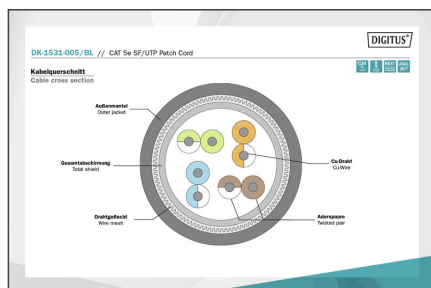 DIGITUS®
DK-1531-005/BL // CAT 5e SF/UTP Patch Cord
Kabelquerschnitt
Cable cross section
Außenmantel
Outer jacket
Gesamtabschirmung
Total shield
Drahtgeflecht
Wire mesh
Cu-Draht
Cu-Wire
Adernpaare
Twisted pair